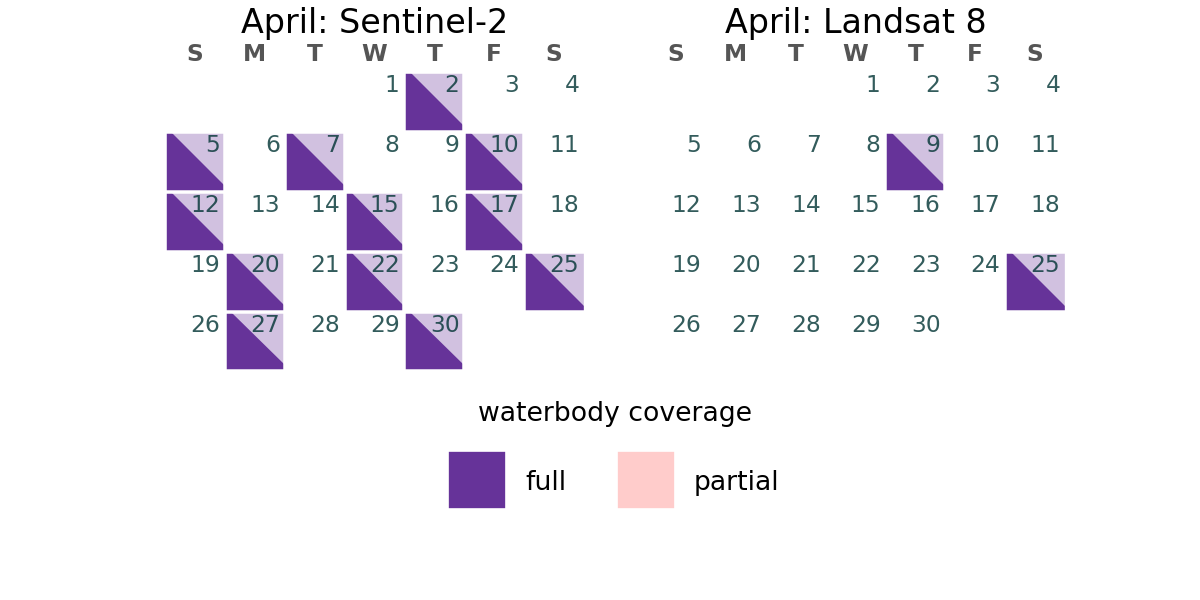 April: Sentinel-2
S M T W T F S
1 2 3 4
5 6 7 8 9 10 11
12 13 14 15 16 17 18
19 20 21 22 23 24 25
26 27 28 29 30
April: Landsat 8
S M T W T F S
1 2 3 4
5 6 7 8 9 10 11
12 13 14 15 16 17 18
19 20 21 22 23 24 25
26 27 28 29 30
waterbody coverage
full partial